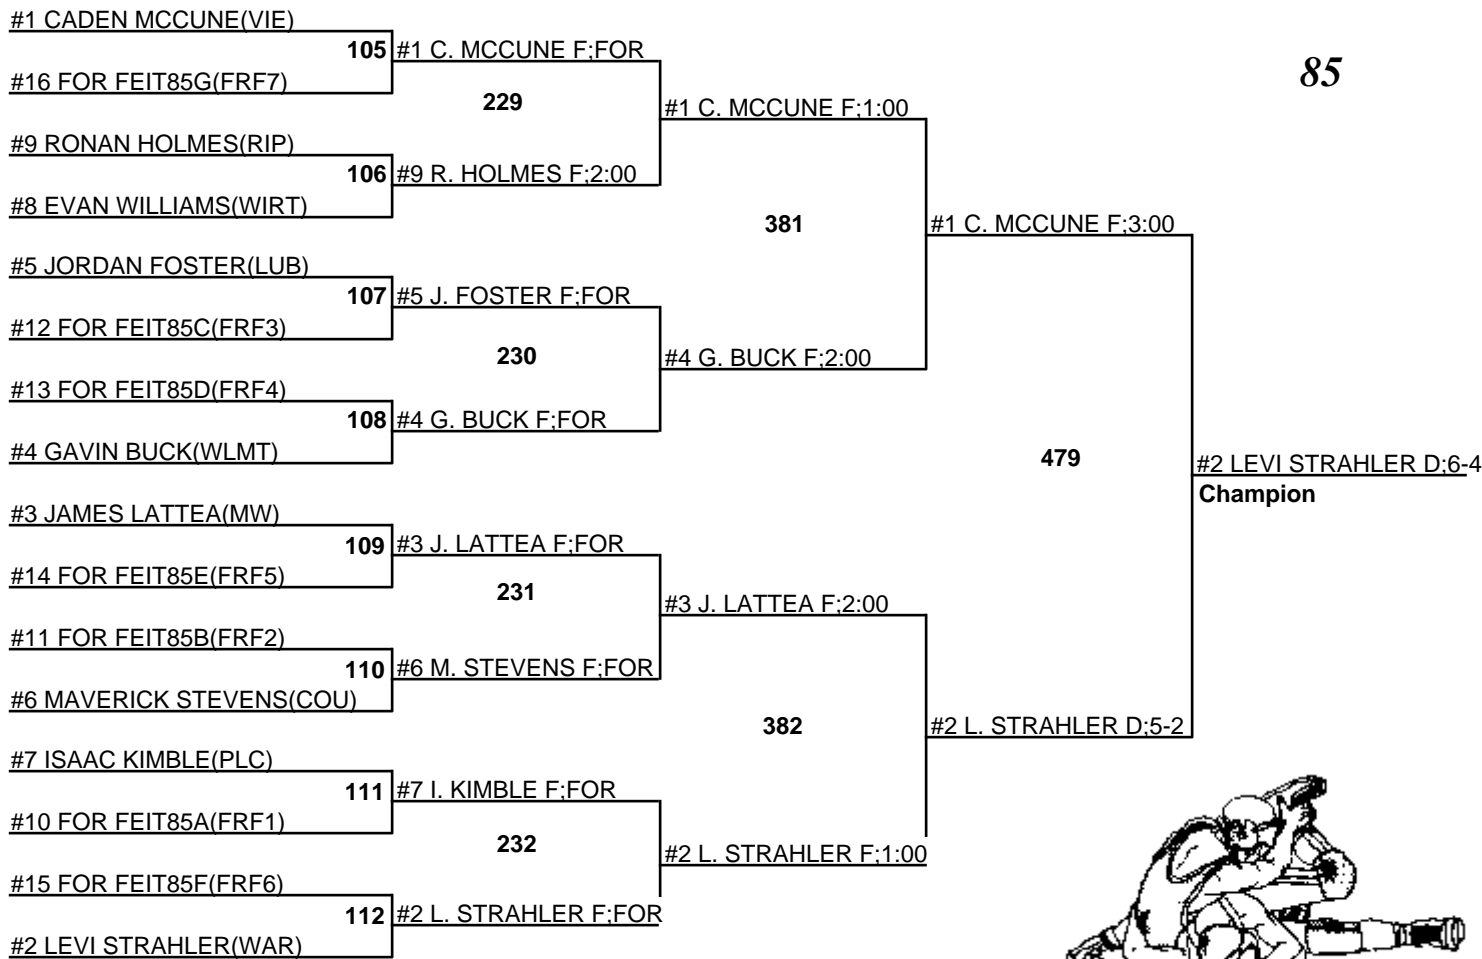 #1 CADEN MCCUNE(VIE)
105 #1 C. MCCUNE F;FOR
#16 FOR FEIT85G(FRF7)
85
229
#1 C. MCCUNE F;1:00
#9 RONAN HOLMES(RIP)
106 #9 R. HOLMES F;2:00
#8 EVAN WILLIAMS(WIRT)
381
#1 C. MCCUNE F;3:00
#5 JORDAN FOSTER(LUB)
107 #5 J. FOSTER F;FOR
#12 FOR FEIT85C(FRF3)
230
#4 G. BUCK F;2:00
#13 FOR FEIT85D(FRF4)
108 #4 G. BUCK F;FOR
#4 GAVIN BUCK(WLMT)
479
#2 LEVI STRAHLER D;6-4
Champion
#3 JAMES LATTEA(MW)
109 #3 J. LATTEA F;FOR
#14 FOR FEIT85E(FRF5)
231
#3 J. LATTEA F;2:00
#11 FOR FEIT85B(FRF2)
110 #6 M. STEVENS F;FOR
#6 MAVERICK STEVENS(COU)
382
#2 L. STRAHLER D;5-2
#7 ISAAC KIMBLE(PLC)
111 #7 I. KIMBLE F;FOR
#10 FOR FEIT85A(FRF1)
232
#2 L. STRAHLER F;1:00
#15 FOR FEIT85F(FRF6)
112 #2 L. STRAHLER F;FOR
#2 LEVI STRAHLER(WAR)